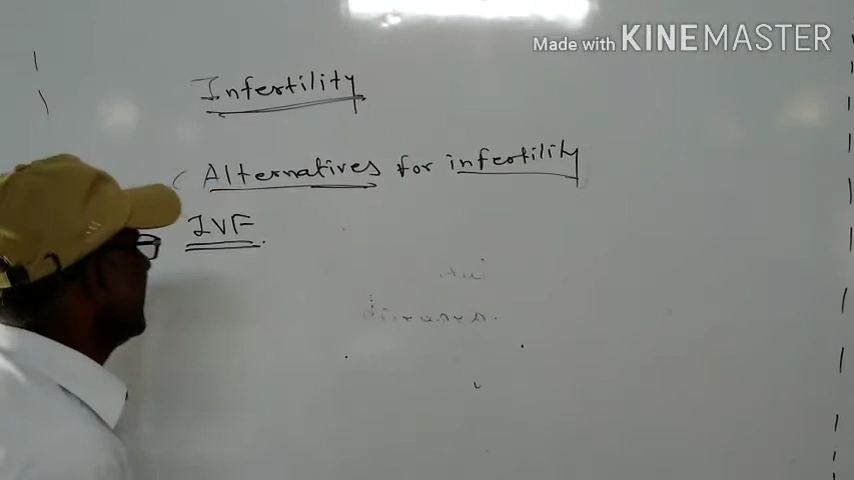 Made with KINEMASTER
Infertility
Alternatives for infertility
IVF.